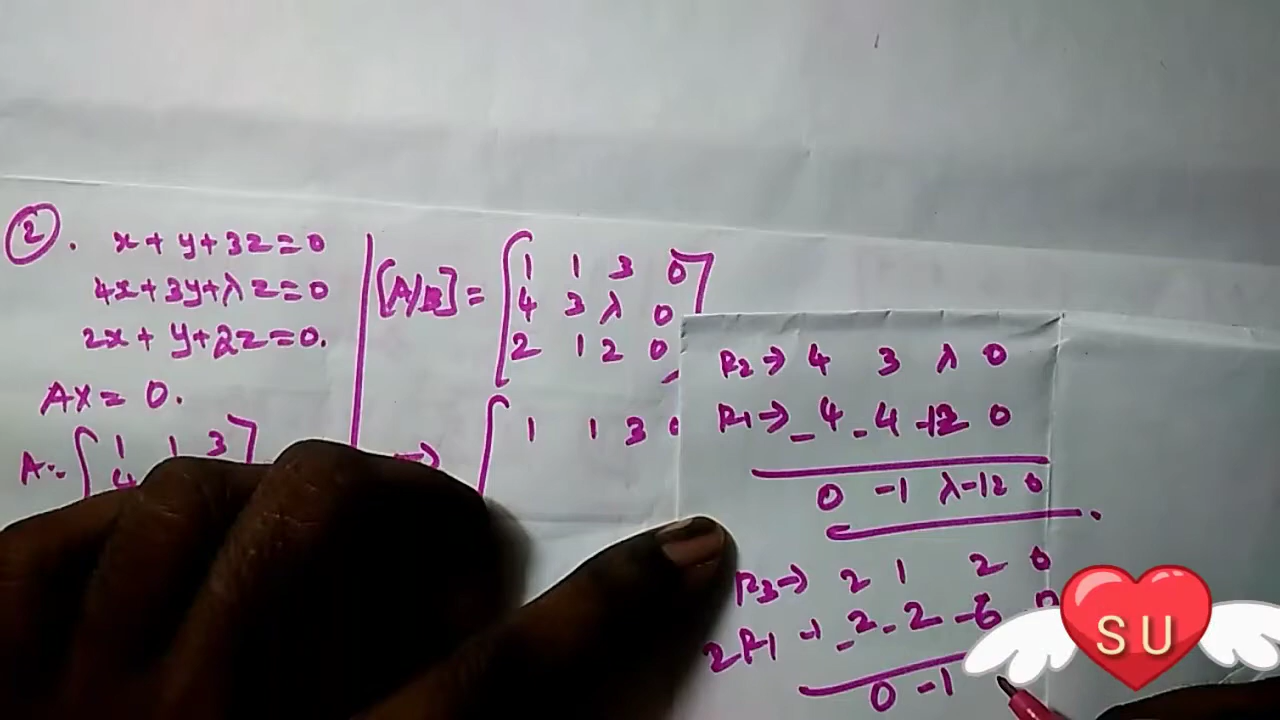 2. x + y + 3z = 0
4x + 3y + λz = 0
2x + y + 2z = 0.
AX = 0.
A = 1 1 3
4
[A/B] = 1 1 3 0
4 3 λ 0
2 1 2 0
1 1 3
R2 → 4 3 λ 0
R1 → -4 -4 -12 0
0 -1 λ-12 0
R3 → 2 1 2 0
2R1 → -2 -2 -6
0 -1
SU